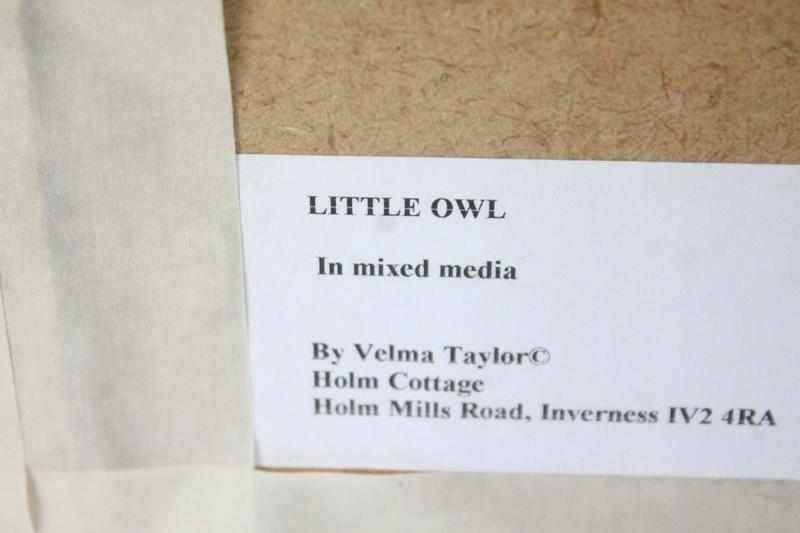 LITTLE OWL
In mixed media
By Velma Taylor©
Holm Cottage
Holm Mills Road, Inverness IV2 4RA